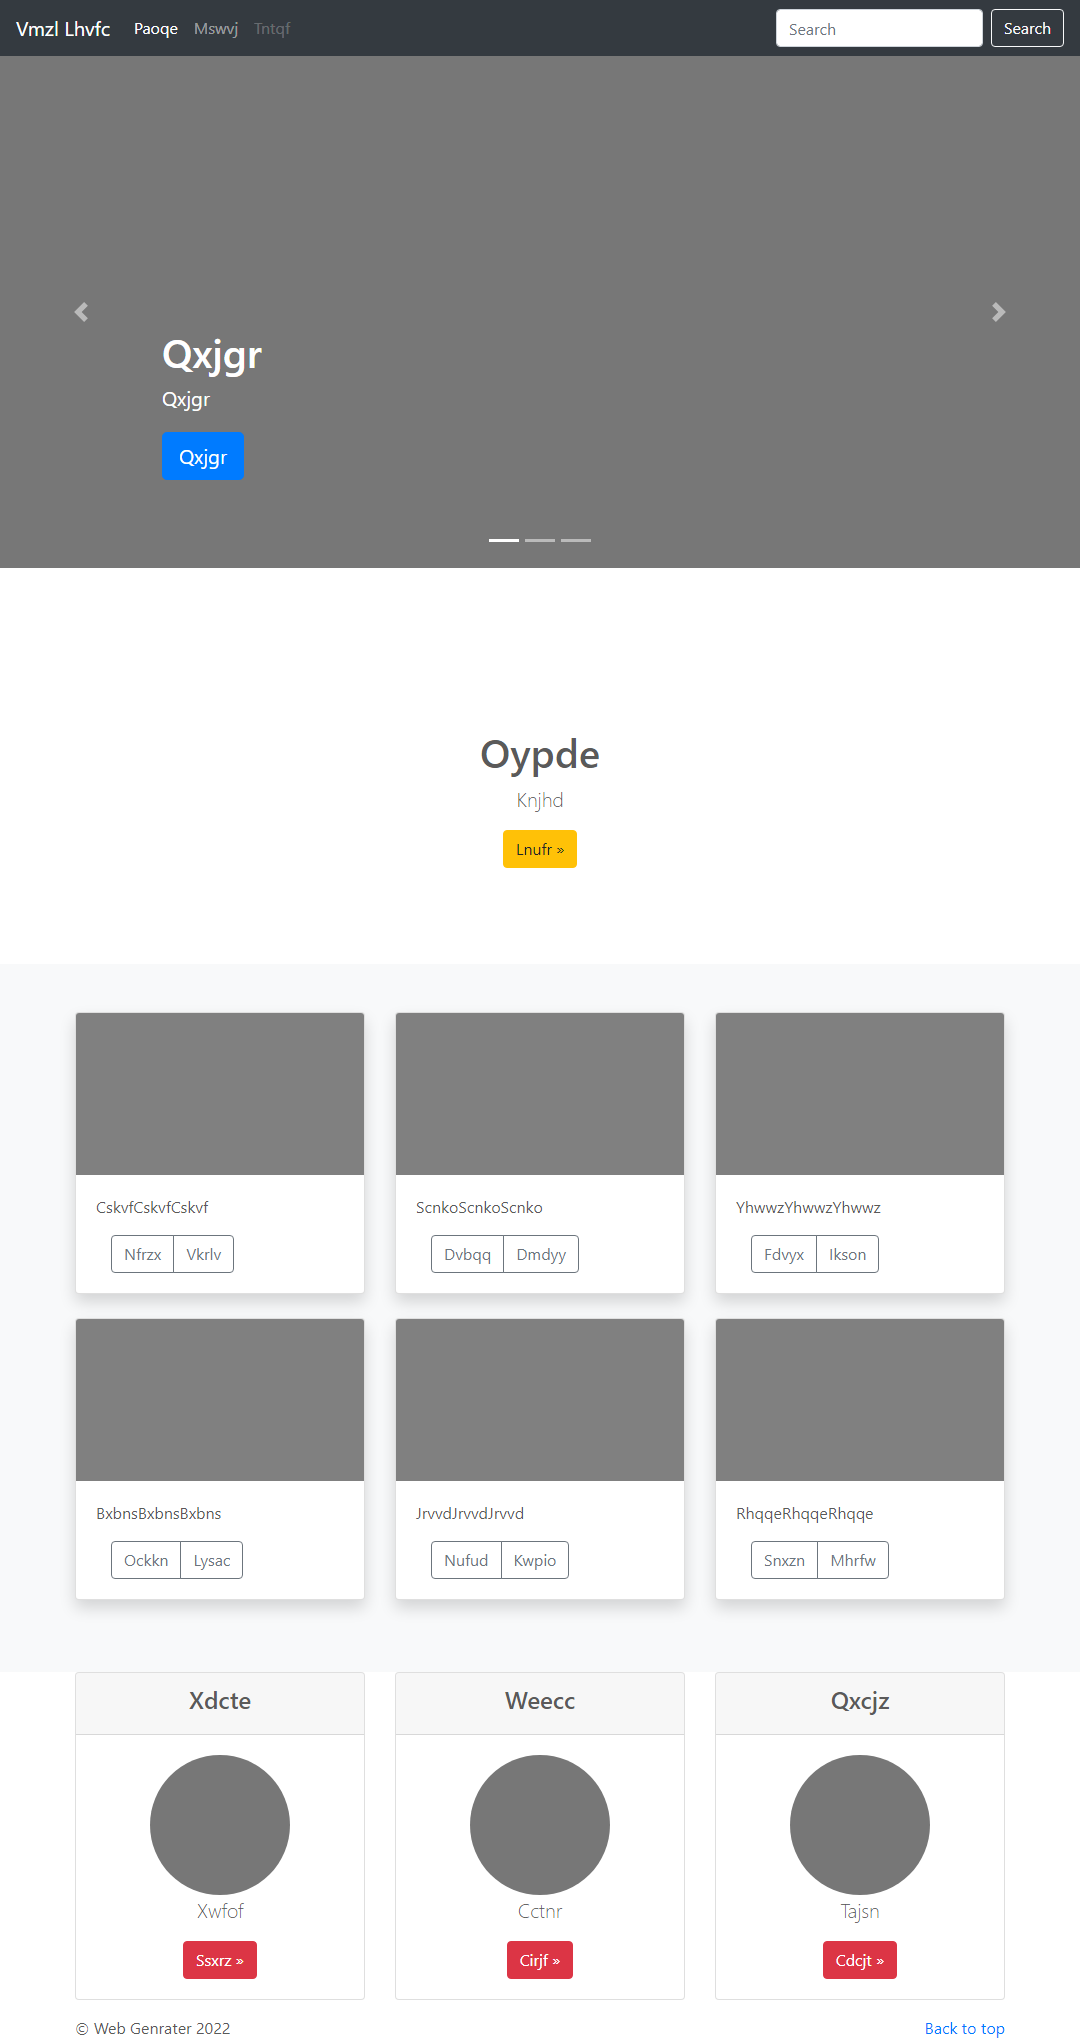 Vmzl Lhvfc Paoqe Mswvj Tntqf Search Search
Qxjgr
Qxjgr
Qxjgr
Oypde
Knjhd
Lnufr »
CskvfCskvfCskvf ScnkoScnkoScnko YhwwzYhwwzYhwwz
Nfrzx Vkrlv Dvbqq Dmdyy Fdvyx Ikson
BxbnsBxbnsBxbns JrvvdJrvvdJrvvd RhqqeRhqqeRhqqe
Ockkn Lysac Nufud Kwpio Snxzn Mhrfw
Xdcte Weecc Qxcjz
Xwfof Cctnr Tajsn
Ssxrz » Cirjf » Cdcjt »
© Web Genrater 2022 Back to top